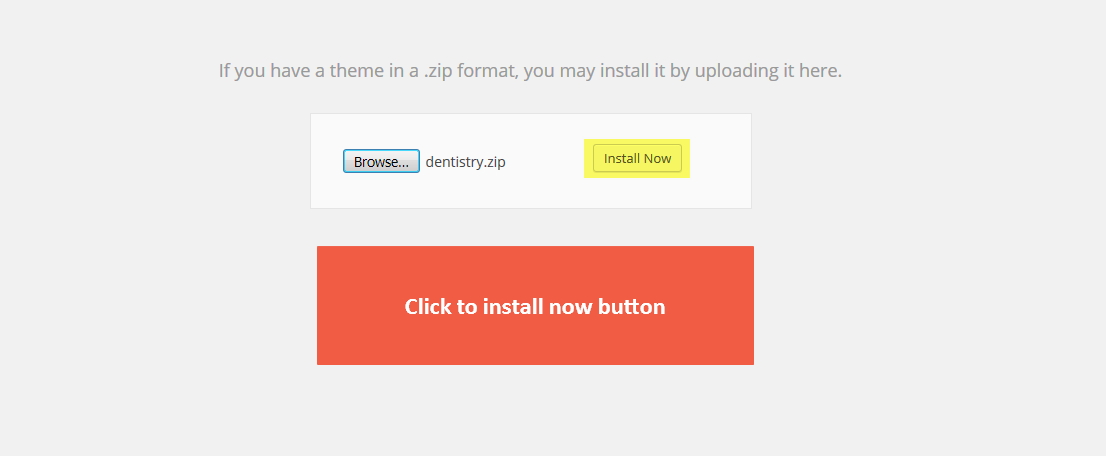 If you have a theme in a .zip format, you may install it by uploading it here.
Browse... dentistry.zip Install Now
Click to install now button